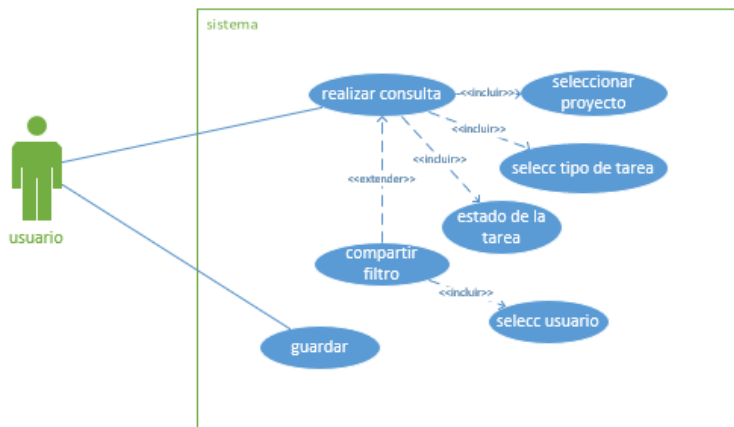 sistema
realizar consulta
<<incluir>>
seleccionar
proyecto
<<incluir>>
<<incluir>>
selecc tipo de tarea
<<extender>>
usuario
estado de la
tarea
compartir
filtro
<<incluir>>
selecc usuario
guardar